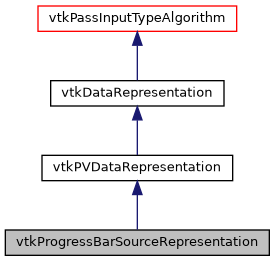 vtkPassInputTypeAlgorithm
vtkDataRepresentation
vtkPVDataRepresentation
vtkProgressBarSourceRepresentation